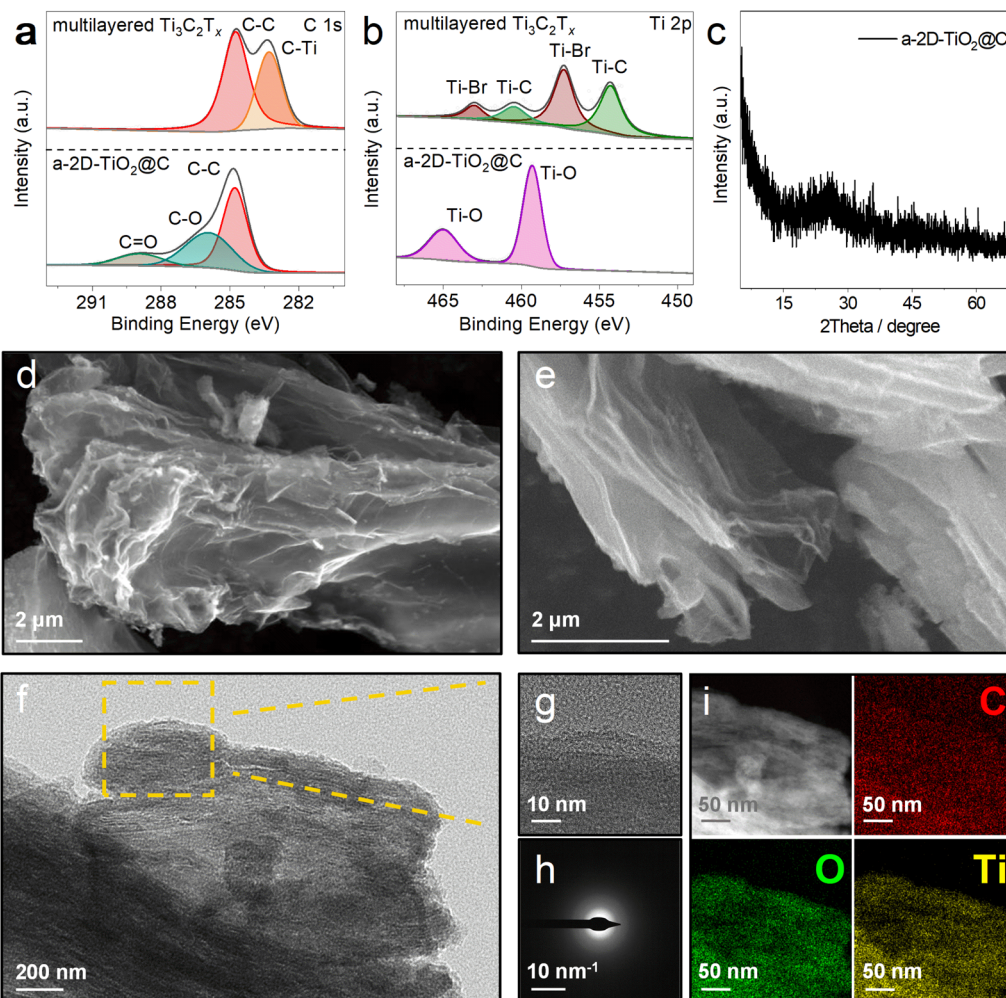 a
multilayered Ti₃C₂Tₓ
C-C
C 1s
C-Ti
a-2D-TiO₂@C
C-C
C-O
C=O
Intensity (a.u.)
291 288 285 282
Binding Energy (eV)
b
multilayered Ti₃C₂Tₓ
Ti 2p
Ti-Br
Ti-C
Ti-Br
Ti-C
a-2D-TiO₂@C
Ti-O
Ti-O
Intensity (a.u.)
465 460 455 450
Binding Energy (eV)
c
a-2D-TiO₂@C
Intensity (a.u.)
15 30 45 60
2Theta / degree
d
2 µm
e
2 µm
f
200 nm
g
10 nm
h
10 nm⁻¹
i
50 nm
C
50 nm
O
50 nm
Ti
50 nm